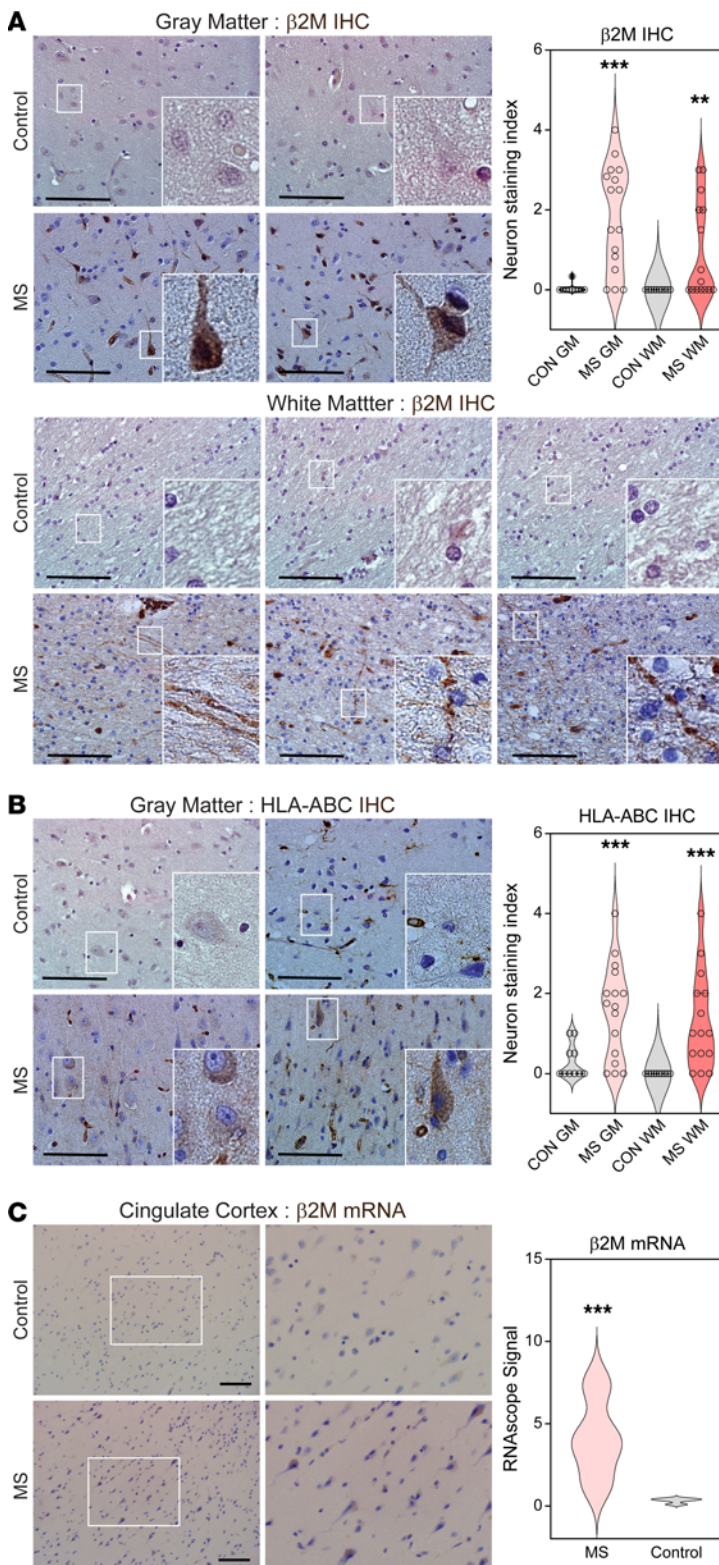 A
Gray Matter : β2M IHC
Control
MS
β2M IHC
Neuron staining index
6
4
2
0
***
**
CON GM
MS GM
CON WM
MS WM
White Mattter : β2M IHC
Control
MS
B
Gray Matter : HLA-ABC IHC
Control
MS
HLA-ABC IHC
Neuron staining index
6
4
2
0
***
***
CON GM
MS GM
CON WM
MS WM
C
Cingulate Cortex : β2M mRNA
Control
MS
β2M mRNA
RNAscope Signal
15
10
5
0
***
MS
Control